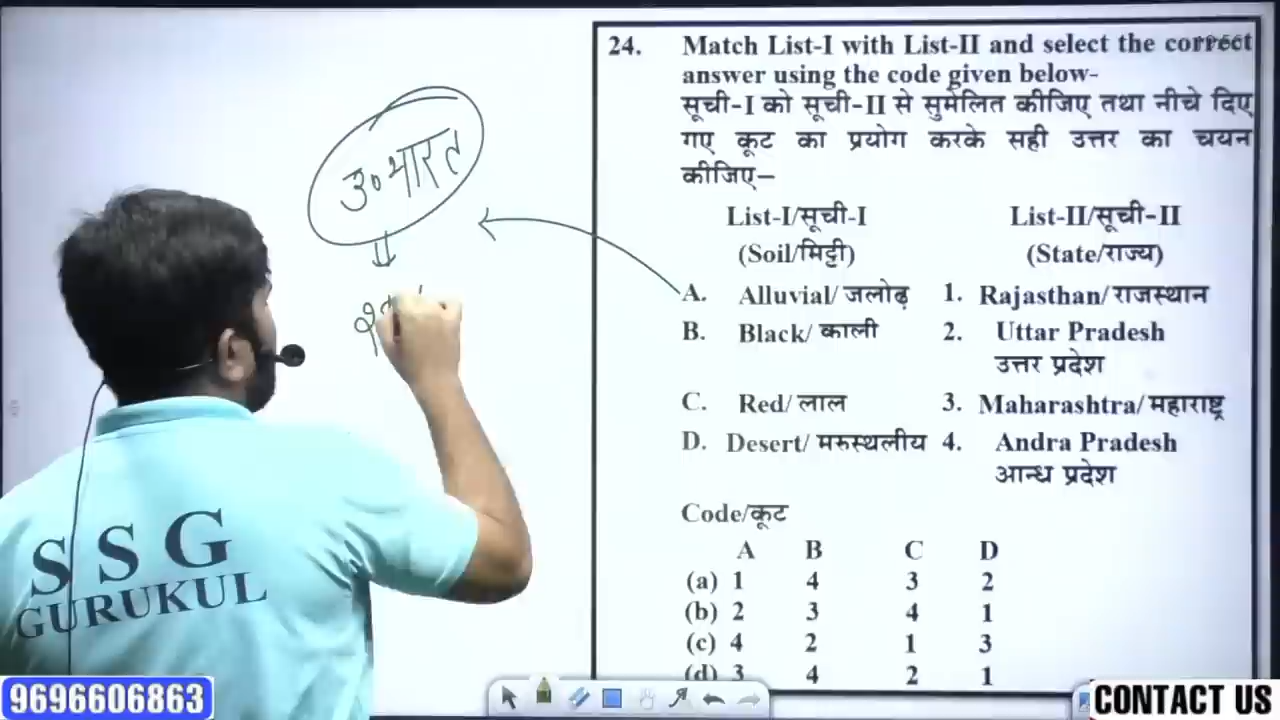 24. Match List-I with List-II and select the correct
answer using the code given below-
सूची-I को सूची-II से सुमेलित कीजिए तथा नीचे दिए
गए कूट का प्रयोग करके सही उत्तर का चयन
कीजिए–
List-I/सूची-I List-II/सूची-II
(Soil/मिट्टी) (State/राज्य)
A. Alluvial/ जलोढ़ 1. Rajasthan/राजस्थान
B. Black/ काली 2. Uttar Pradesh
उत्तर प्रदेश
C. Red/ लाल 3. Maharashtra/महाराष्ट्र
D. Desert/ मरुस्थलीय 4. Andra Pradesh
आन्ध प्रदेश
Code/कूट
A B C D
(a) 1 4 3 2
(b) 2 3 4 1
(c) 4 2 1 3
(d) 3 4 2 1
उ० भारत
SSG
GURUKUL
9696606863
CONTACT US